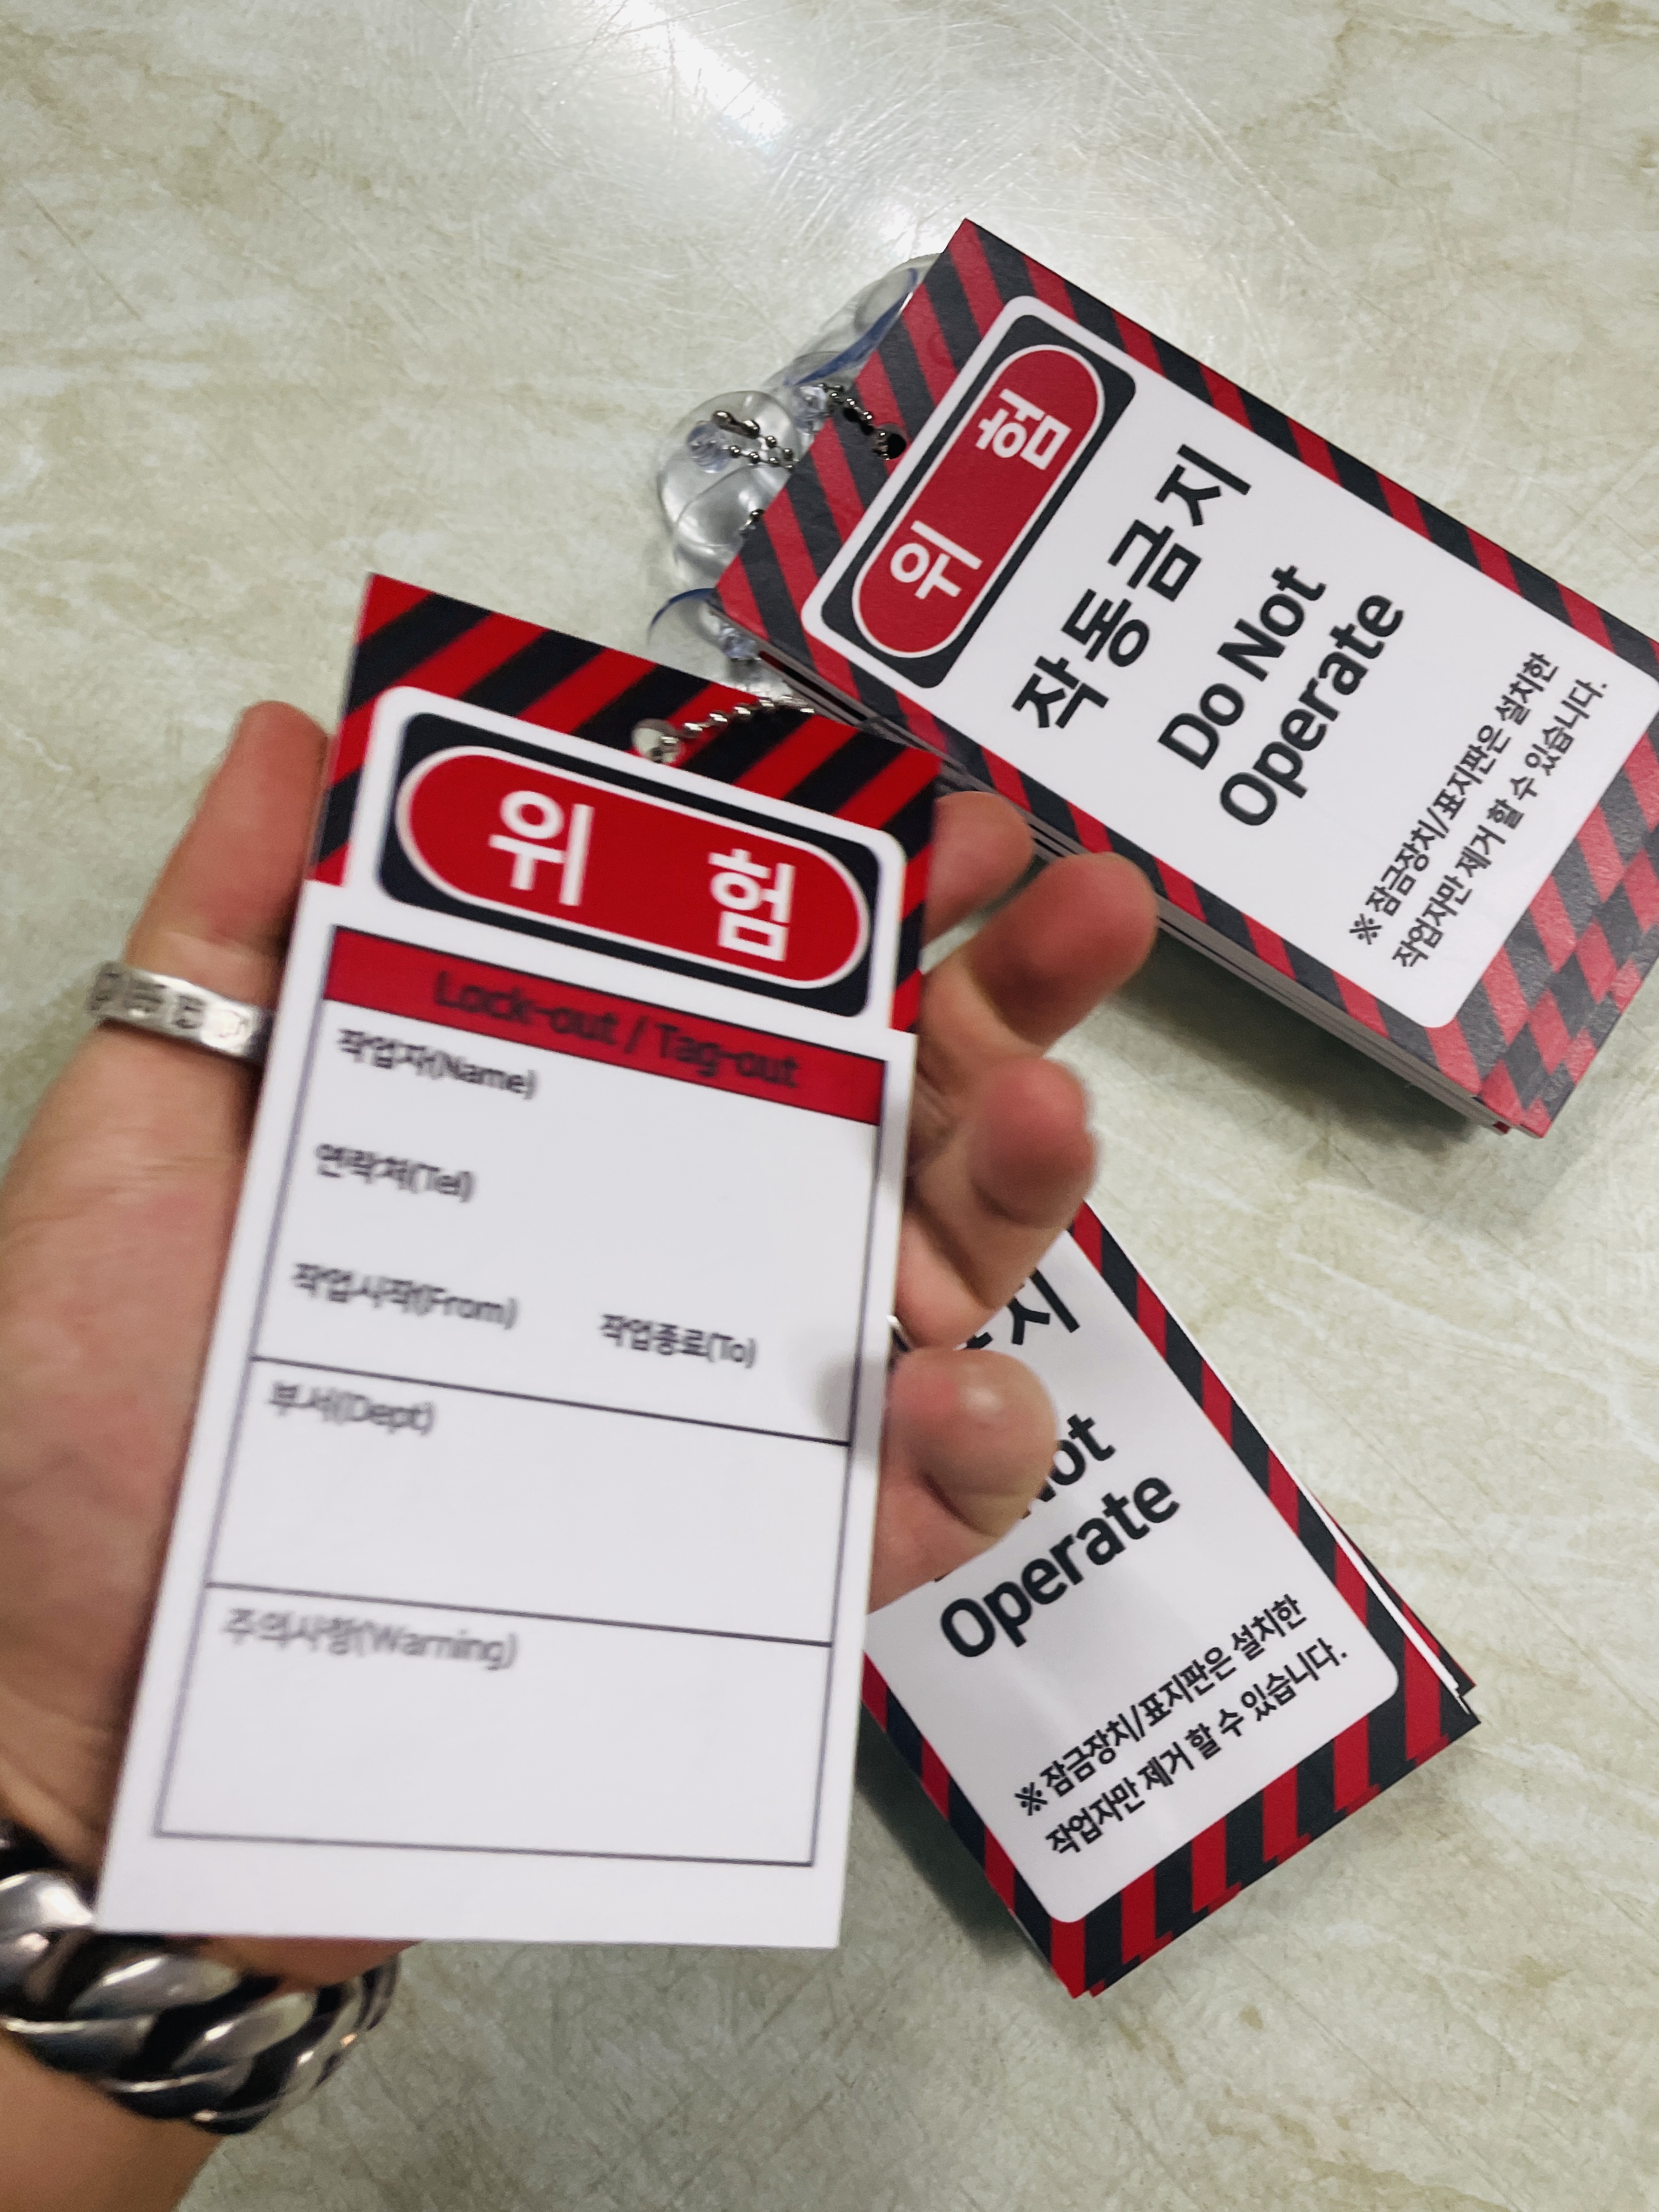 위 험
Lock-out / Tag-out
작업자(Name)
연락처(Tel)
작업시작(From) 작업종료(To)
부서(Dept)
주의사항(Warning)
위 험
작동금지
Do Not
Operate
※ 잠금장치/표지판은 설치한
작업자만 제거 할 수 있습니다.
지
Not
Operate
※ 잠금장치/표지판은 설치한
작업자만 제거 할 수 있습니다.